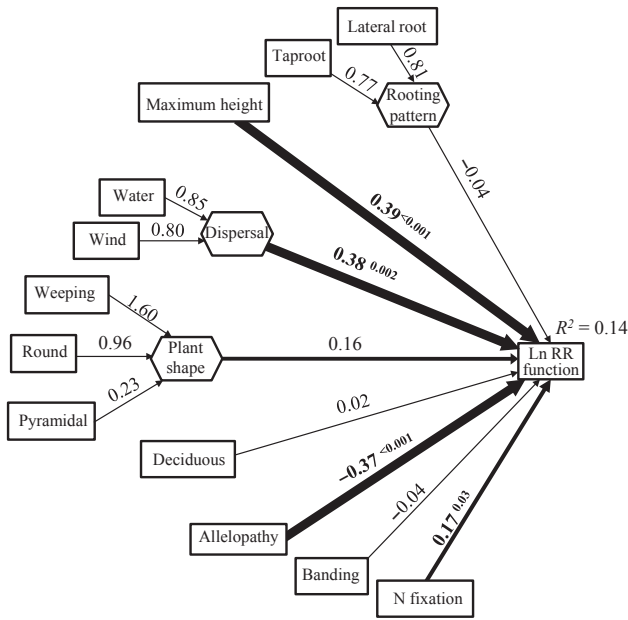 Lateral root
Taproot
0.81
0.77
Rooting
pattern
Maximum height
−0.04
0.39 <0.001
Water
0.85
Wind
0.80
Dispersal
0.38 0.002
Weeping
1.60
Round
0.96
Plant
shape
0.16
R² = 0.14
Ln RR
function
0.23
Pyramidal
0.02
Deciduous
−0.37 <0.001
−0.04
0.17 0.03
Allelopathy
Banding
N fixation